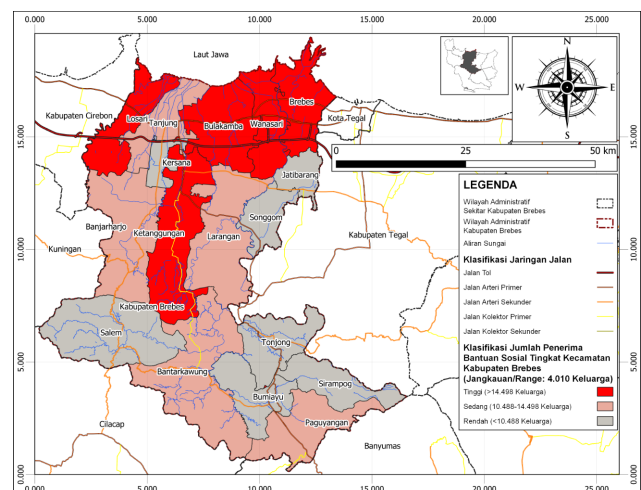 0.000 5.000 10.000 15.000 20.000 25.000
Laut Jawa
N
W E
S
Kabupaten Cirebon
Losari
Tanjung
Bulakamba
Wanasari
Brebes
Kota Tegal
15.000 15.000
0 25 50 km
Kersana
Jatibarang
Songgom
Banjarharjo
Ketanggungan
Larangan
Kabupaten Tegal
Kuningan
10.000 10.000
Kabupaten Brebes
Salem
Tonjong
Bantarkawung
Sirampog
Bumiayu
Paguyangan
5.000 5.000
Cilacap
Banyumas
0.000 0.000
0.000 5.000 10.000 15.000 20.000 25.000
LEGENDA
Wilayah Administratif
Sekitar Kabupaten Brebes
Wilayah Administratif
Kabupaten Brebes
Aliran Sungai
Klasifikasi Jaringan Jalan
Jalan Tol
Jalan Arteri Primer
Jalan Arteri Sekunder
Jalan Kolektor Primer
Jalan Kolektor Sekunder
Klasifikasi Jumlah Penerima
Bantuan Sosial Tingkat Kecamatan
Kabupaten Brebes
(Jangkauan/Range: 4.010 Keluarga)
Tinggi (>14.498 Keluarga)
Sedang (10.488-14.498 Keluarga)
Rendah (<10.488 Keluarga)